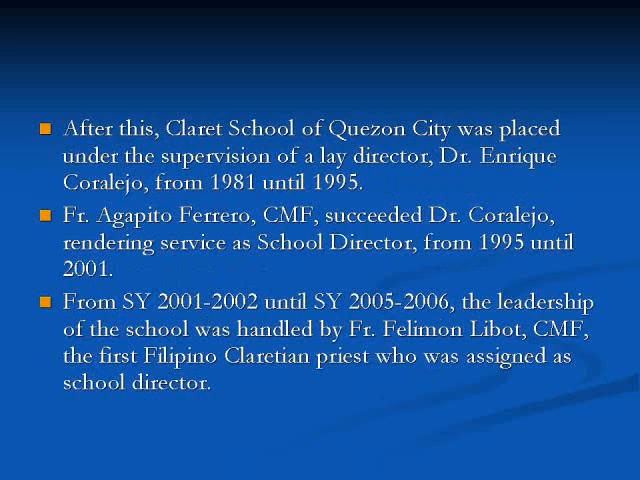 After this, Claret School of Quezon City was placed
under the supervision of a lay director, Dr. Enrique
Coralejo, from 1981 until 1995.
Fr. Agapito Ferrero, CMF, succeeded Dr. Coralejo,
rendering service as School Director, from 1995 until
2001.
From SY 2001-2002 until SY 2005-2006, the leadership
of the school was handled by Fr. Felimon Libot, CMF,
the first Filipino Claretian priest who was assigned as
school director.